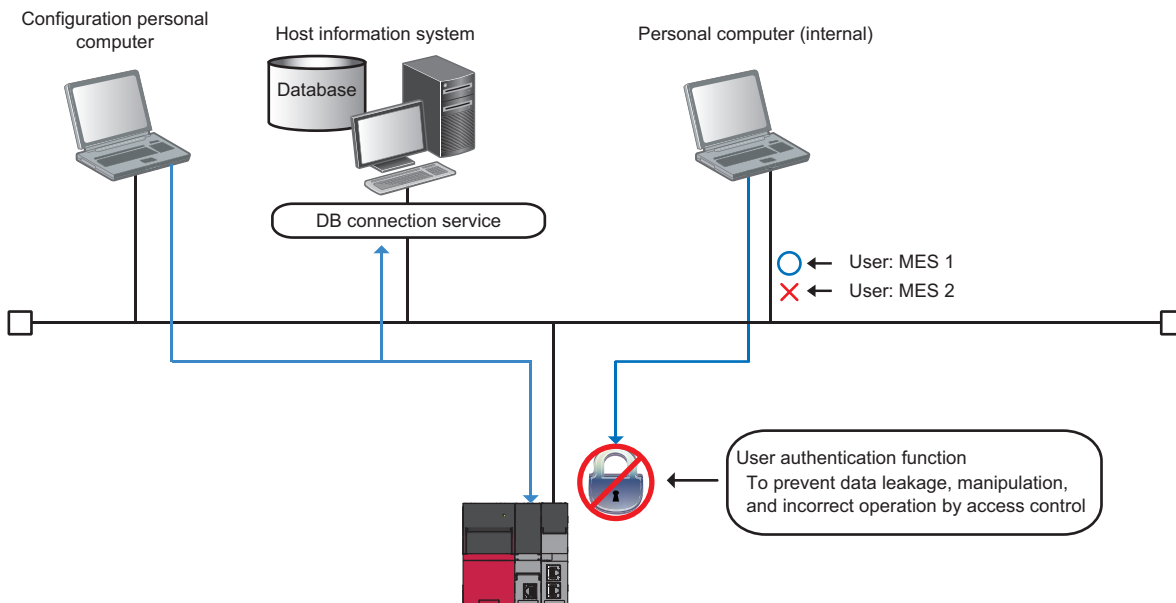 Configuration personal
computer
Host information system
Personal computer (internal)
Database
DB connection service
User: MES 1
User: MES 2
User authentication function
To prevent data leakage, manipulation,
and incorrect operation by access control